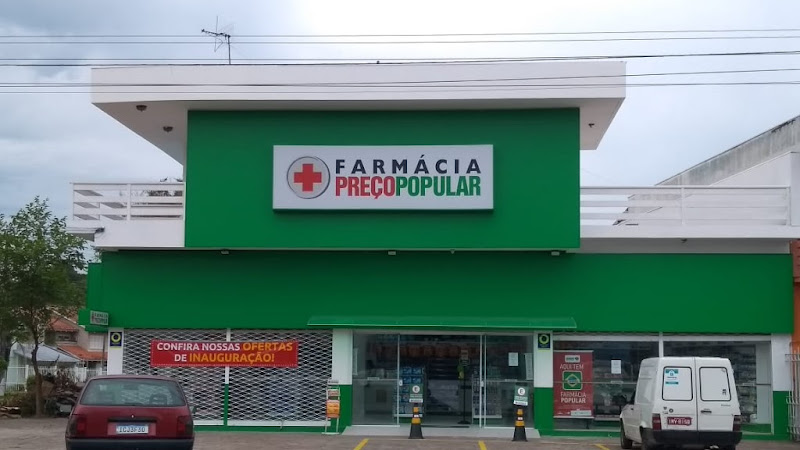 FARMÁCIA
PREÇOPOPULAR
CONFIRA NOSSAS OFERTAS
DE INAUGURAÇÃO!
AQUI TEM
FARMÁCIA
POPULAR